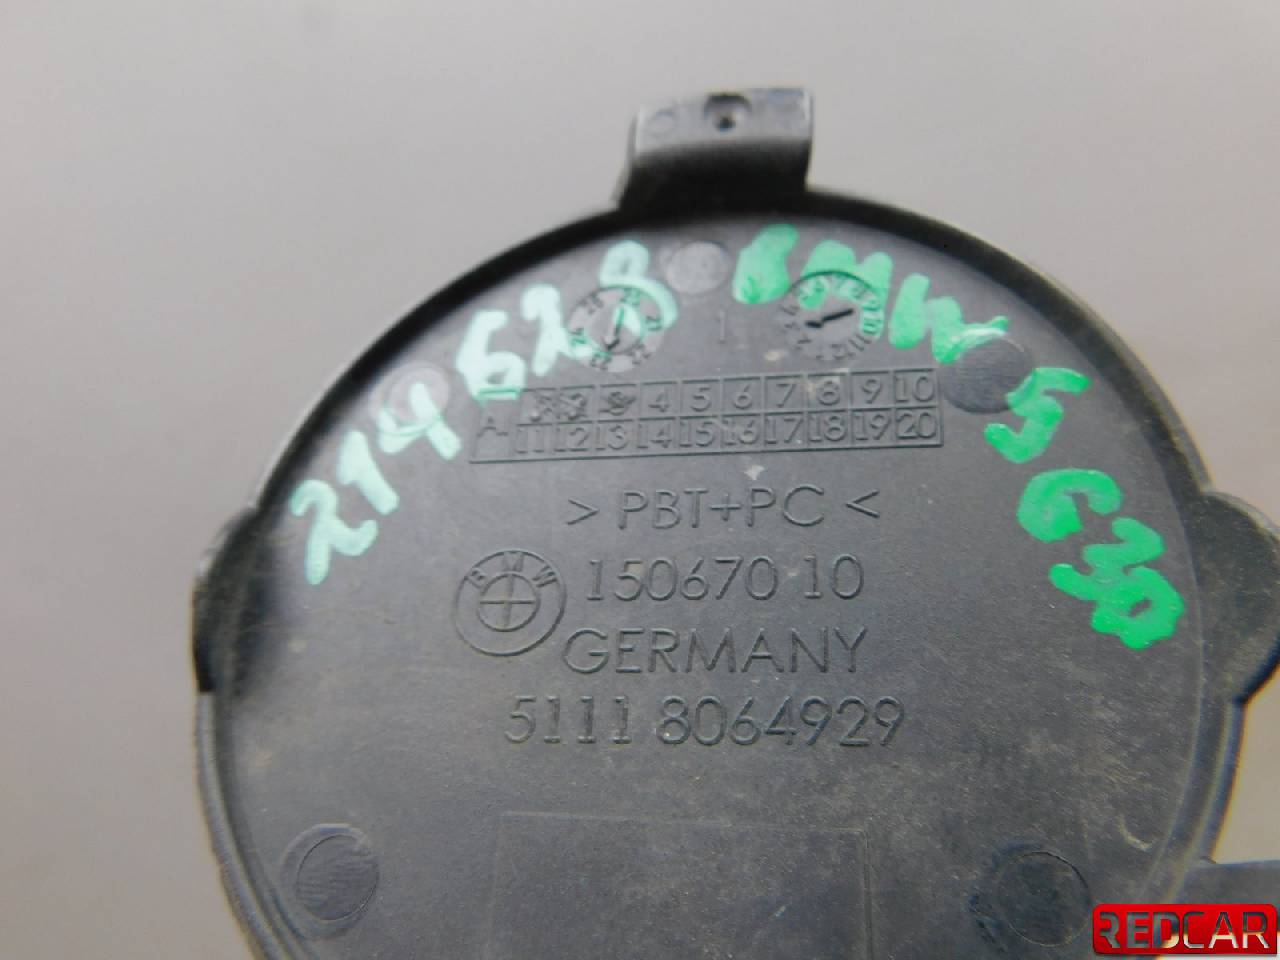 214628 BMW 5 G30
4 5 6 7 8 9 10
A. 11 12 13 14 15 16 17 18 19 20
> PBT+PC <
BMW 150670 10
GERMANY
5111 8064929
REDCAR